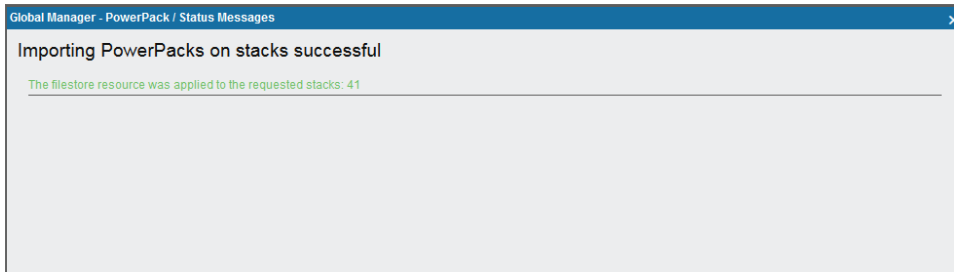 Global Manager - PowerPack / Status Messages
Importing PowerPacks on stacks successful
The filestore resource was applied to the requested stacks: 41